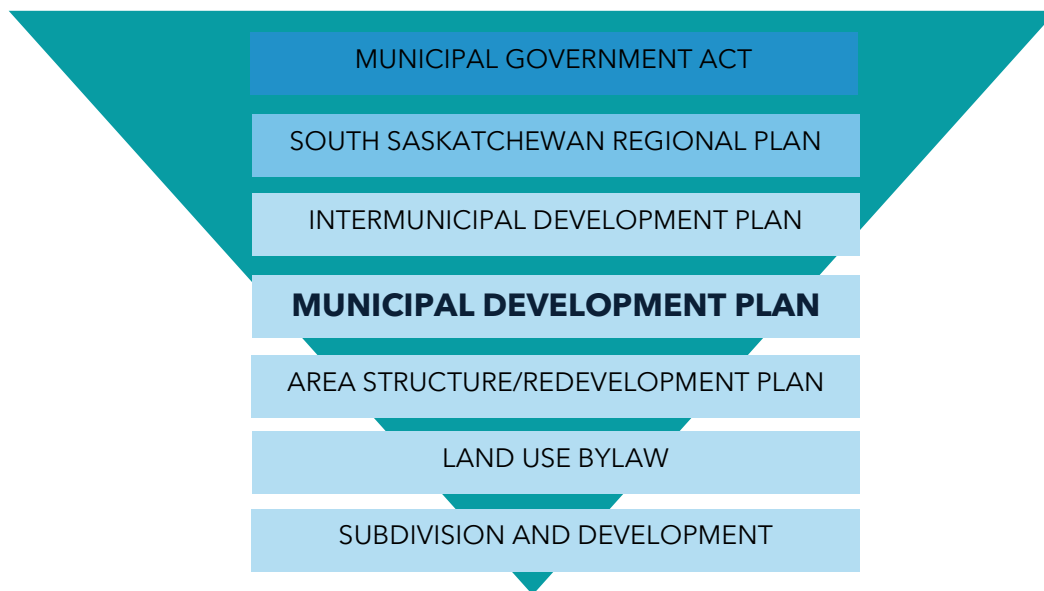 MUNICIPAL GOVERNMENT ACT
SOUTH SASKATCHEWAN REGIONAL PLAN
INTERMUNICIPAL DEVELOPMENT PLAN
MUNICIPAL DEVELOPMENT PLAN
AREA STRUCTURE/REDEVELOPMENT PLAN
LAND USE BYLAW
SUBDIVISION AND DEVELOPMENT